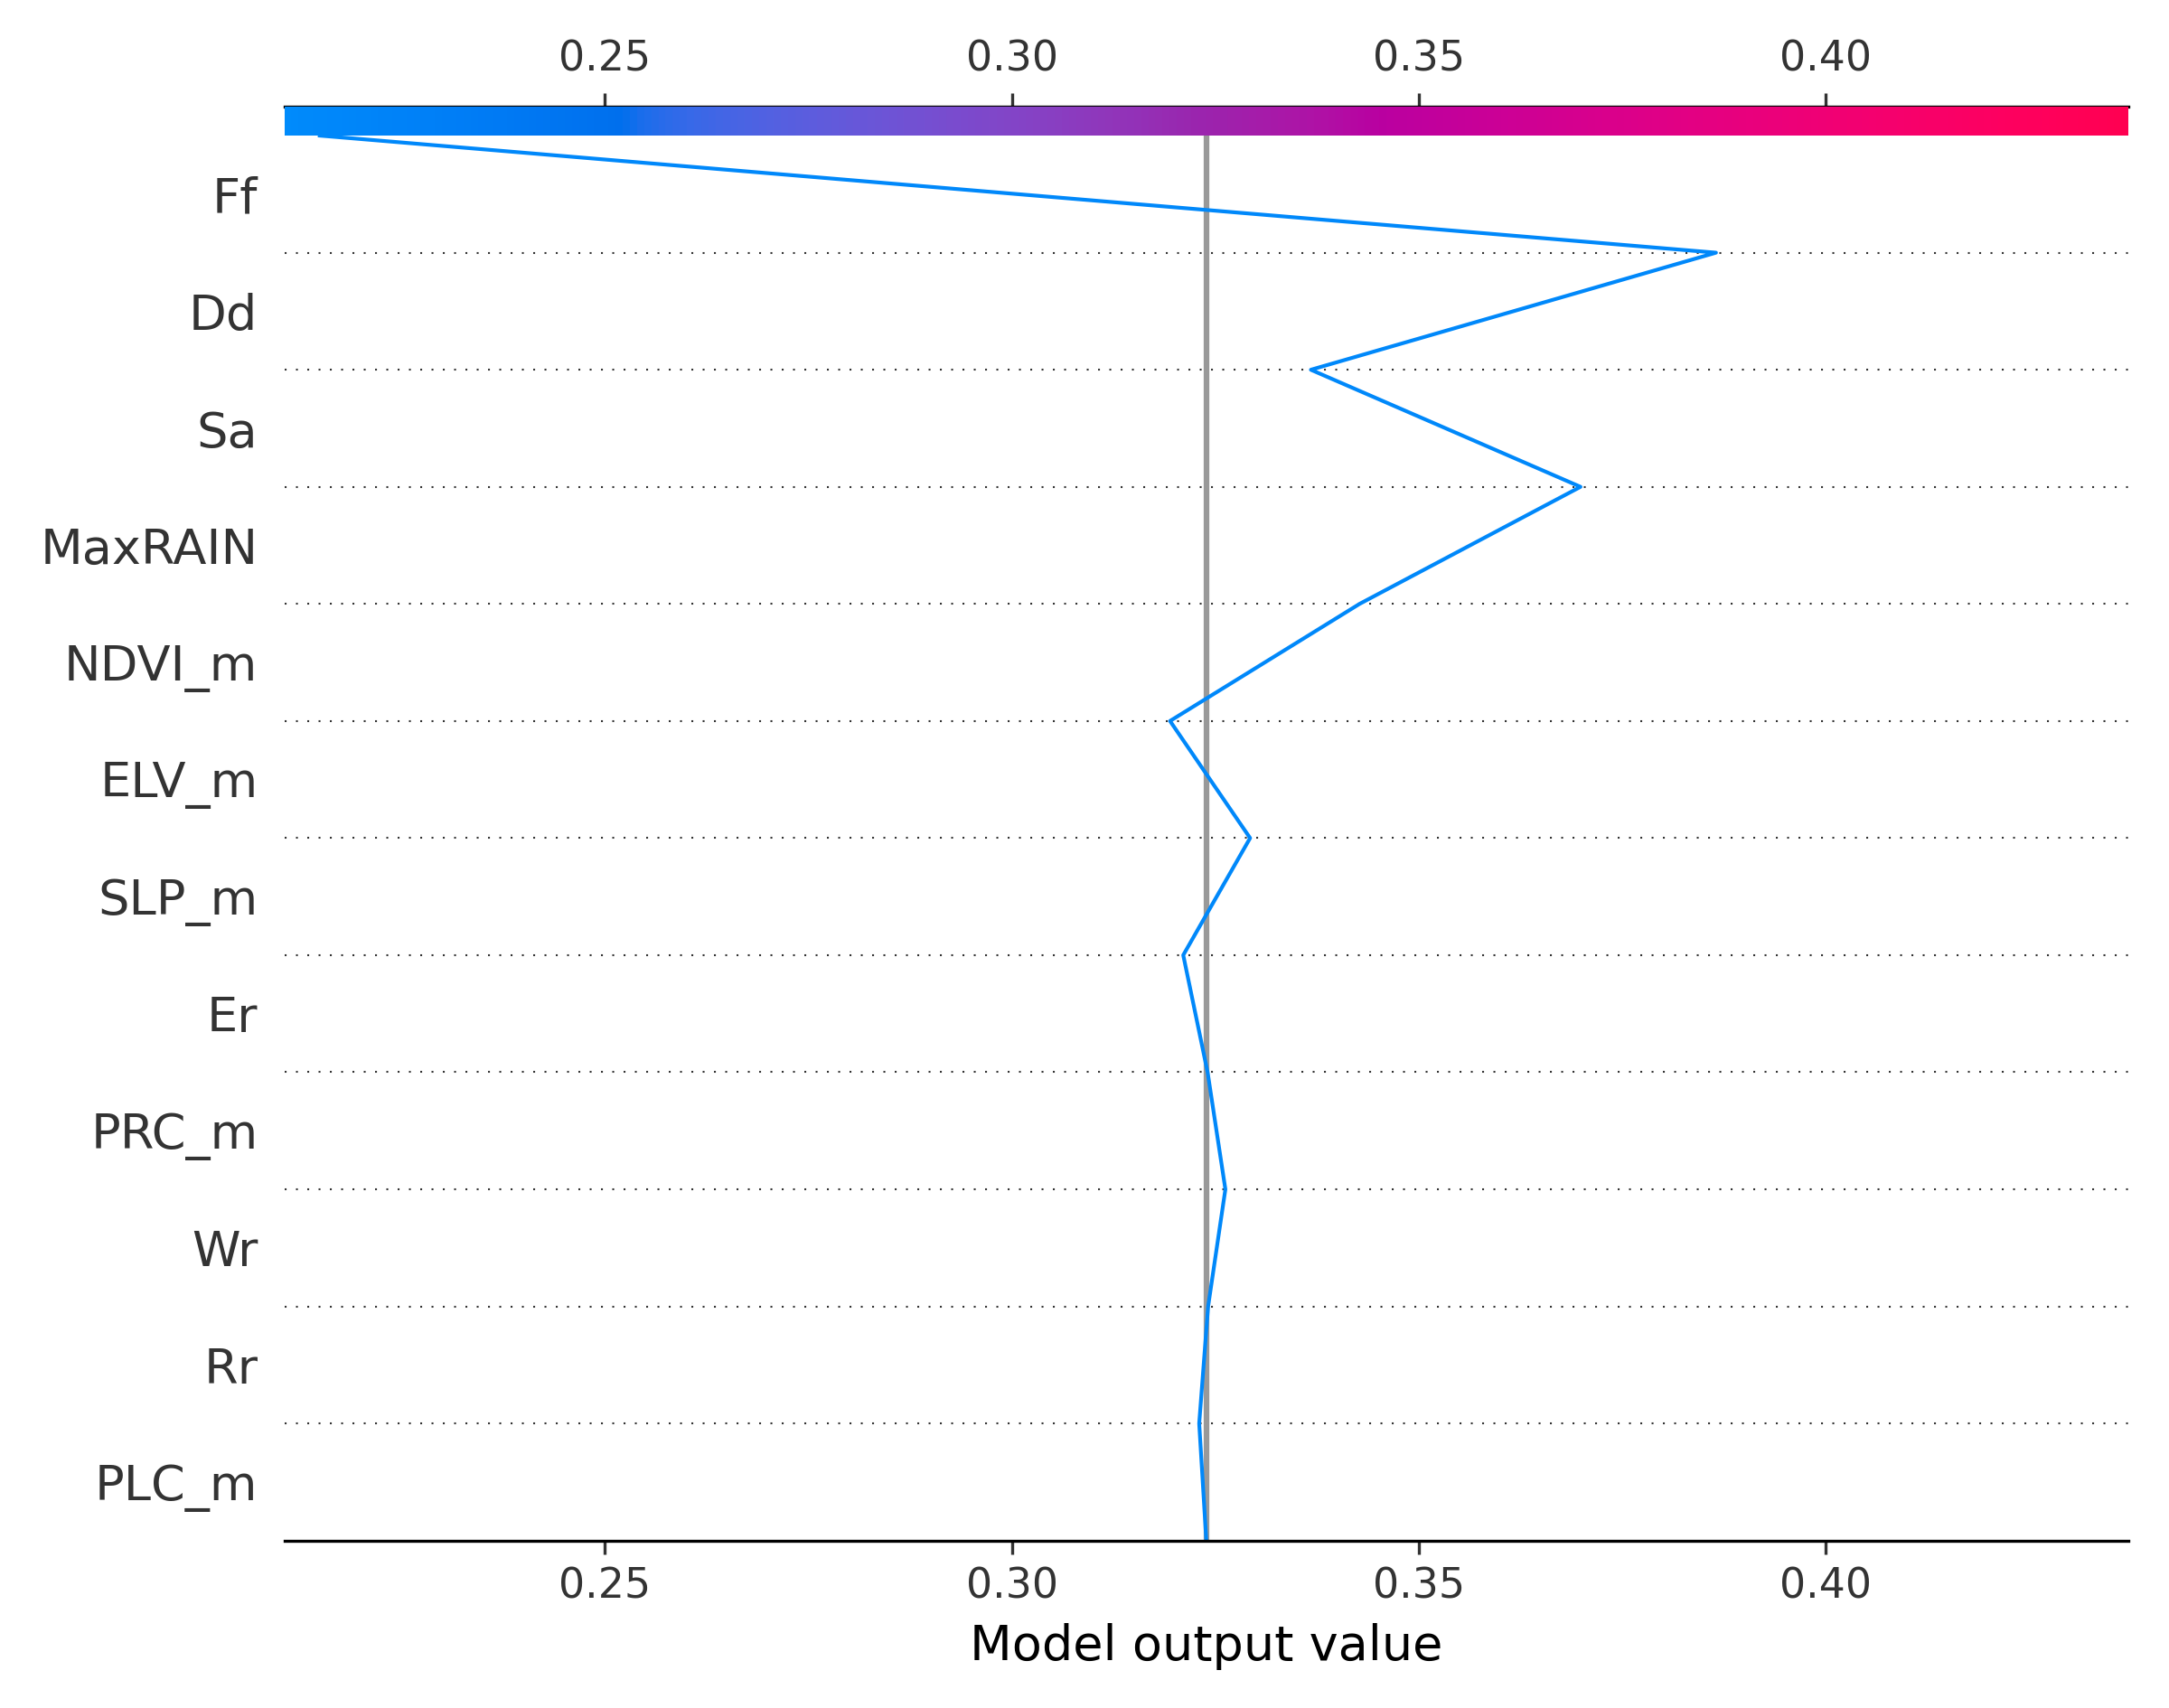 0.25 0.30 0.35 0.40
Ff
Dd
Sa
MaxRAIN
NDVI_m
ELV_m
SLP_m
Er
PRC_m
Wr
Rr
PLC_m
0.25 0.30 0.35 0.40
Model output value